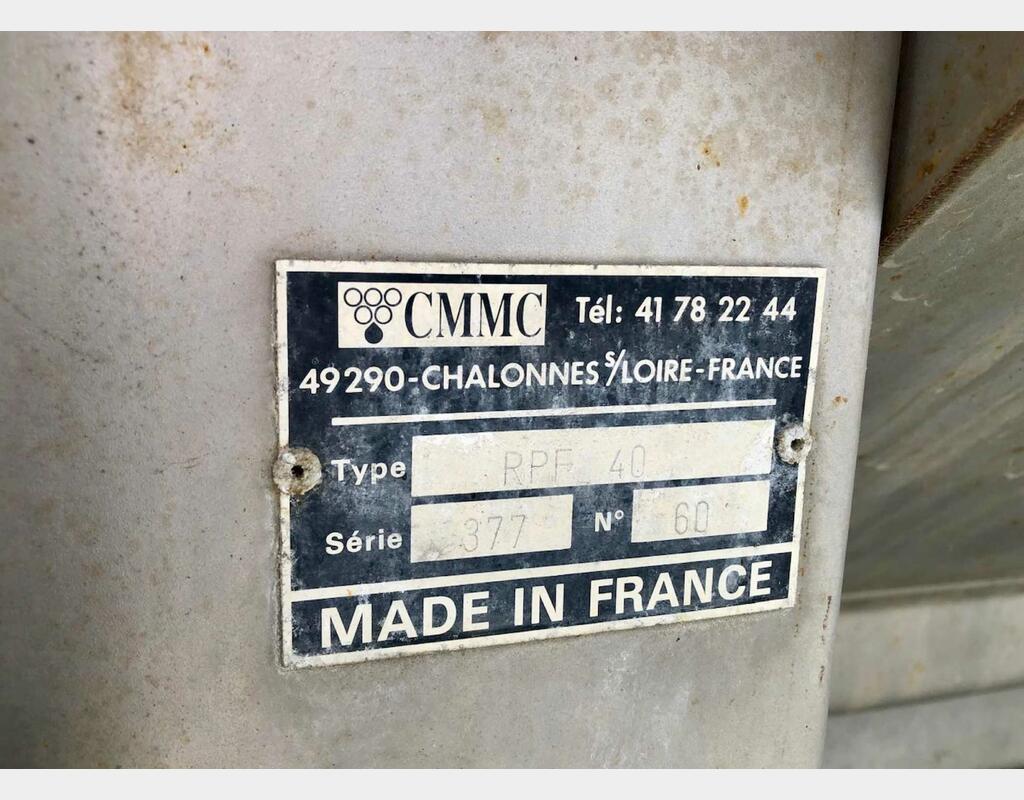 CMMC Tél: 41 78 22 44
49290-CHALONNES S/LOIRE-FRANCE
Type RPF 40
Série 377 N° 60
MADE IN FRANCE